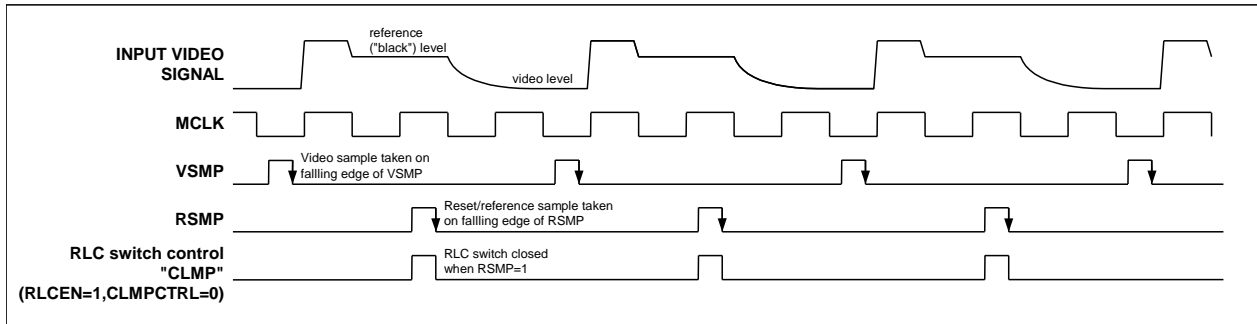 INPUT VIDEO
SIGNAL
reference
("black") level
video level
MCLK
VSMP
Video sample taken on
fallling edge of VSMP
RSMP
Reset/reference sample taken
on fallling edge of RSMP
RLC switch control
"CLMP"
(RLCEN=1,CLMPCTRL=0)
RLC switch closed
when RSMP=1